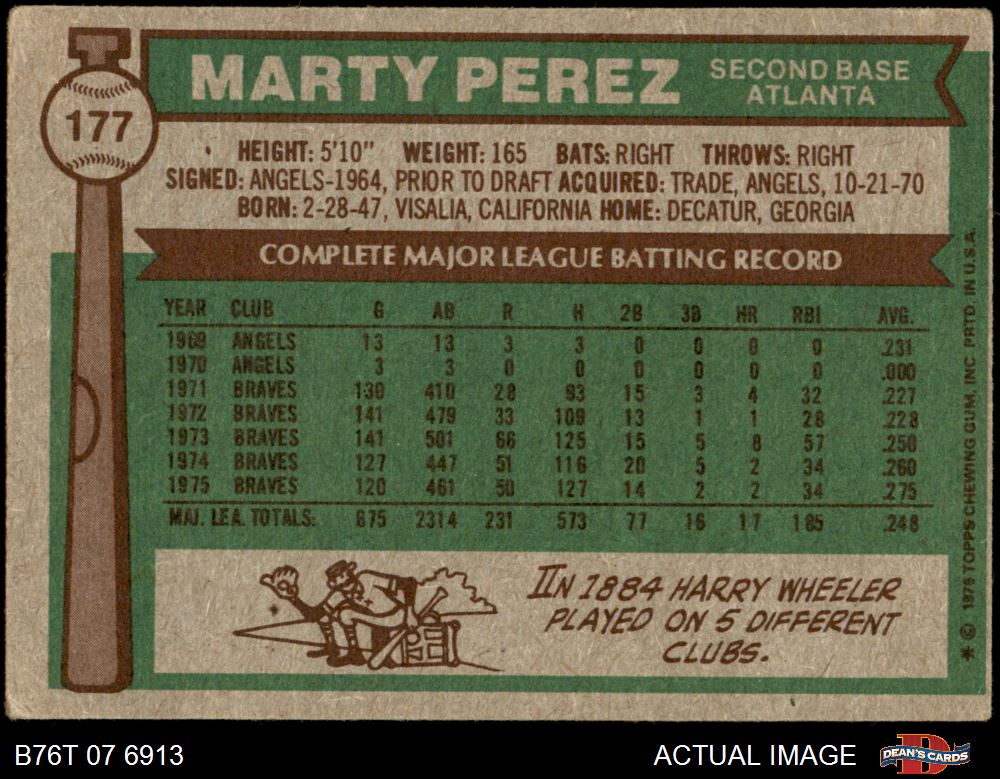 177
MARTY PEREZ
SECOND BASE
ATLANTA
HEIGHT: 5'10" WEIGHT: 165 BATS: RIGHT THROWS: RIGHT
SIGNED: ANGELS-1964, PRIOR TO DRAFT ACQUIRED: TRADE, ANGELS, 10-21-70
BORN: 2-28-47, VISALIA, CALIFORNIA HOME: DECATUR, GEORGIA
COMPLETE MAJOR LEAGUE BATTING RECORD
YEAR CLUB G AB R H 2B 3B HR RBI AVG.
1969 ANGELS 13 13 3 3 0 0 0 0 .231
1970 ANGELS 3 3 0 0 0 0 0 0 .000
1971 BRAVES 130 410 28 93 15 3 4 32 .227
1972 BRAVES 141 479 33 109 13 1 1 28 .228
1973 BRAVES 141 501 66 125 15 5 8 57 .250
1974 BRAVES 127 447 51 116 20 5 2 34 .260
1975 BRAVES 120 461 50 127 14 2 2 34 .275
MAJ. LEA. TOTALS: 675 2314 231 573 77 16 17 185 .248
IN 1884 HARRY WHEELER
PLAYED ON 5 DIFFERENT
CLUBS.
* © 1976 TOPPS CHEWING GUM, INC. PRTD. IN U.S.A.
B76T 07 6913
ACTUAL IMAGE
DEAN'S CARDS